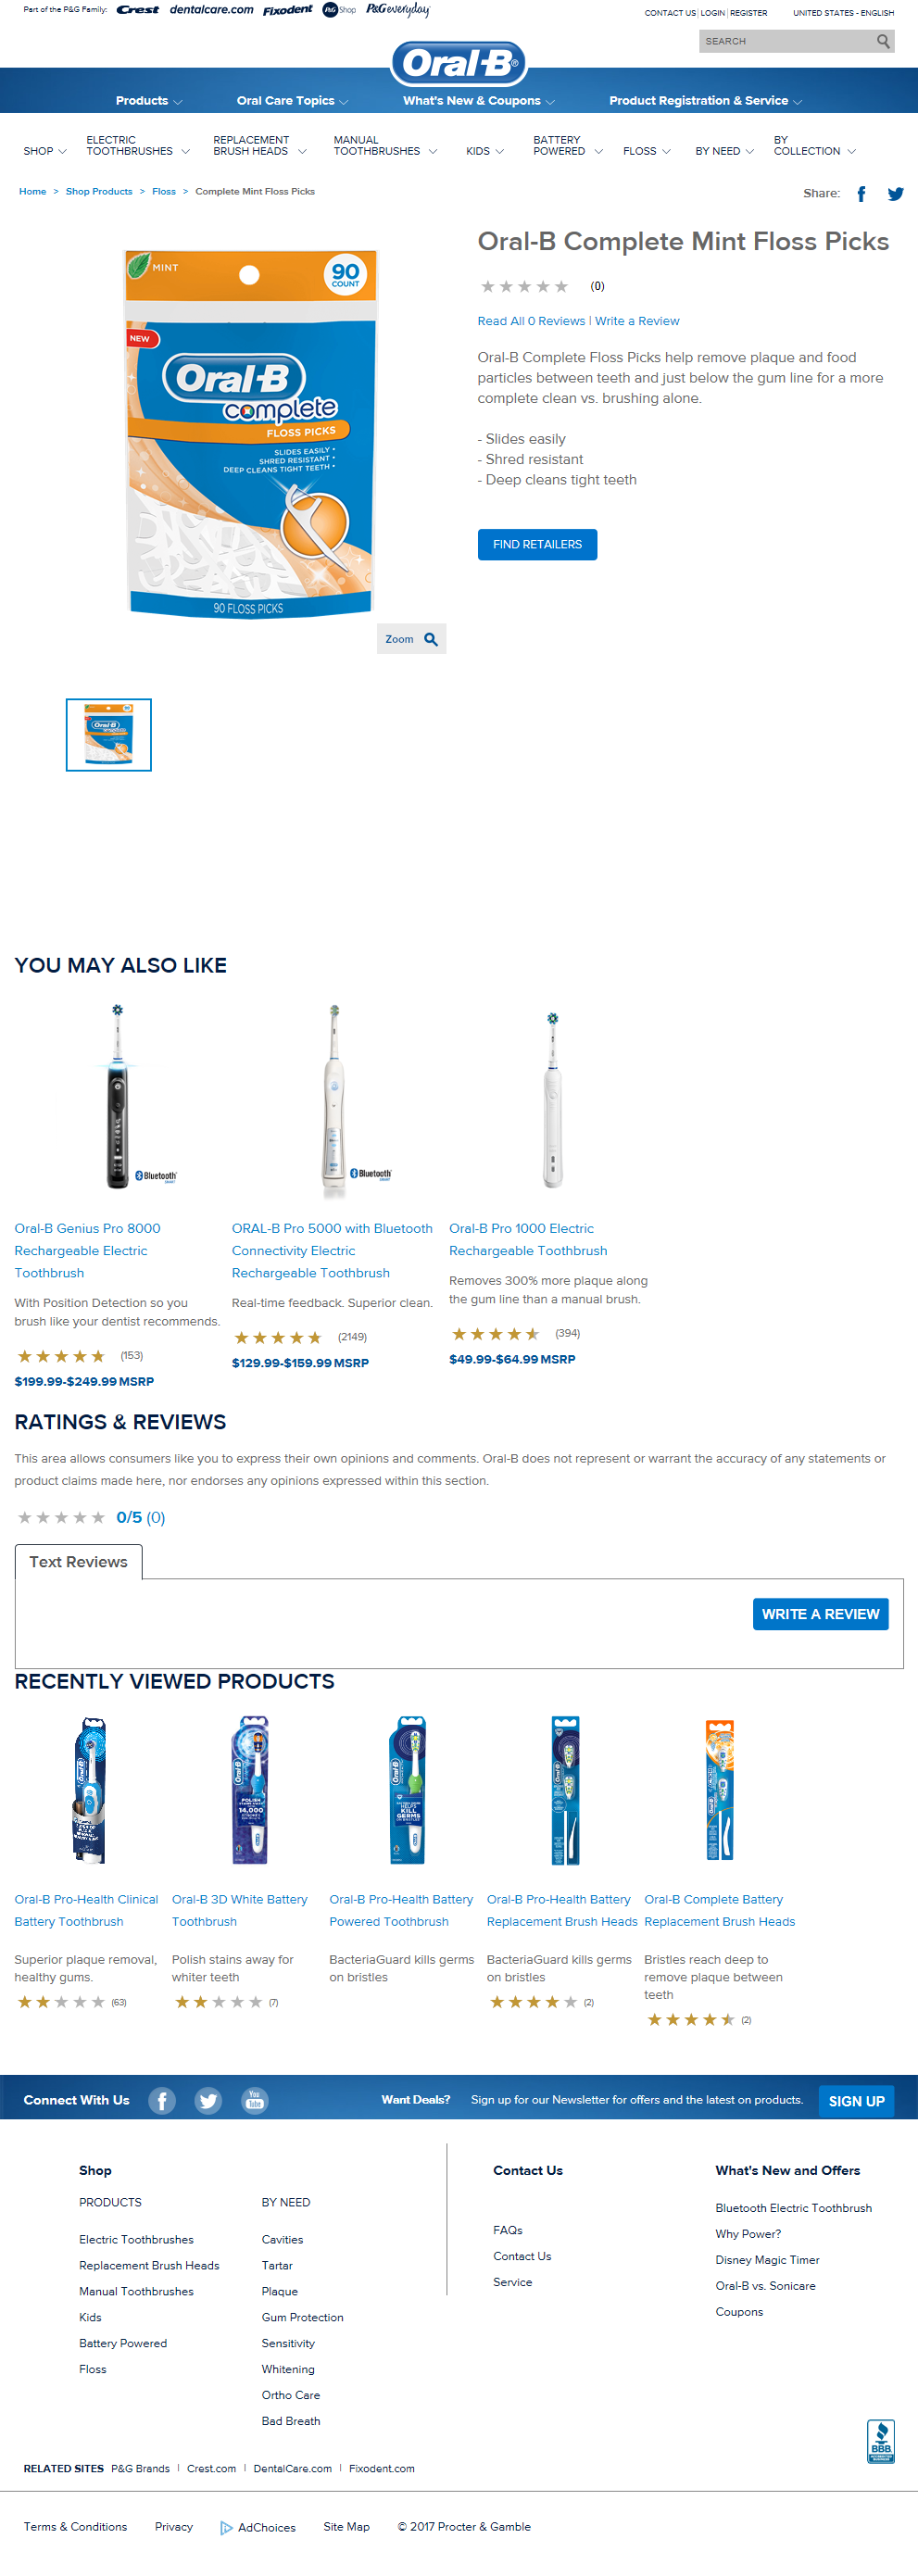 Part of the P&G Family: Crest dentalcare.com Fixodent P&G Shop P&G everyday
CONTACT US | LOGIN | REGISTER UNITED STATES - ENGLISH
SEARCH
Oral-B®
Products Oral Care Topics What's New & Coupons Product Registration & Service
SHOP ELECTRIC TOOTHBRUSHES REPLACEMENT BRUSH HEADS MANUAL TOOTHBRUSHES KIDS BATTERY POWERED FLOSS BY NEED BY COLLECTION
Home > Shop Products > Floss > Complete Mint Floss Picks
Share:
Oral-B Complete Mint Floss Picks
(0)
Read All 0 Reviews | Write a Review
Oral-B Complete Floss Picks help remove plaque and food
particles between teeth and just below the gum line for a more
complete clean vs. brushing alone.
- Slides easily
- Shred resistant
- Deep cleans tight teeth
FIND RETAILERS
MINT
90
COUNT
NEW
Oral-B
complete
FLOSS PICKS
SLIDES EASILY •
SHRED RESISTANT •
DEEP CLEANS TIGHT TEETH •
90 FLOSS PICKS
Zoom
YOU MAY ALSO LIKE
Bluetooth
Bluetooth
Oral-B Genius Pro 8000
Rechargeable Electric
Toothbrush
With Position Detection so you
brush like your dentist recommends.
(153)
$199.99-$249.99 MSRP
ORAL-B Pro 5000 with Bluetooth
Connectivity Electric
Rechargeable Toothbrush
Real-time feedback. Superior clean.
(2149)
$129.99-$159.99 MSRP
Oral-B Pro 1000 Electric
Rechargeable Toothbrush
Removes 300% more plaque along
the gum line than a manual brush.
(394)
$49.99-$64.99 MSRP
RATINGS & REVIEWS
This area allows consumers like you to express their own opinions and comments. Oral-B does not represent or warrant the accuracy of any statements or
product claims made here, nor endorses any opinions expressed within this section.
0/5 (0)
Text Reviews
WRITE A REVIEW
RECENTLY VIEWED PRODUCTS
Oral-B Pro-Health Clinical
Battery Toothbrush
Superior plaque removal,
healthy gums.
(63)
Oral-B 3D White Battery
Toothbrush
Polish stains away for
whiter teeth
(7)
Oral-B Pro-Health Battery
Powered Toothbrush
BacteriaGuard kills germs
on bristles
Oral-B Pro-Health Battery
Replacement Brush Heads
BacteriaGuard kills germs
on bristles
(2)
Oral-B Complete Battery
Replacement Brush Heads
Bristles reach deep to
remove plaque between
teeth
(2)
Connect With Us
You Tube
Want Deals? Sign up for our Newsletter for offers and the latest on products. SIGN UP
Shop
PRODUCTS
Electric Toothbrushes
Replacement Brush Heads
Manual Toothbrushes
Kids
Battery Powered
Floss
BY NEED
Cavities
Tartar
Plaque
Gum Protection
Sensitivity
Whitening
Ortho Care
Bad Breath
Contact Us
FAQs
Contact Us
Service
What's New and Offers
Bluetooth Electric Toothbrush
Why Power?
Disney Magic Timer
Oral-B vs. Sonicare
Coupons
BBB
RELATED SITES P&G Brands | Crest.com | DentalCare.com | Fixodent.com
Terms & Conditions Privacy AdChoices Site Map © 2017 Procter & Gamble